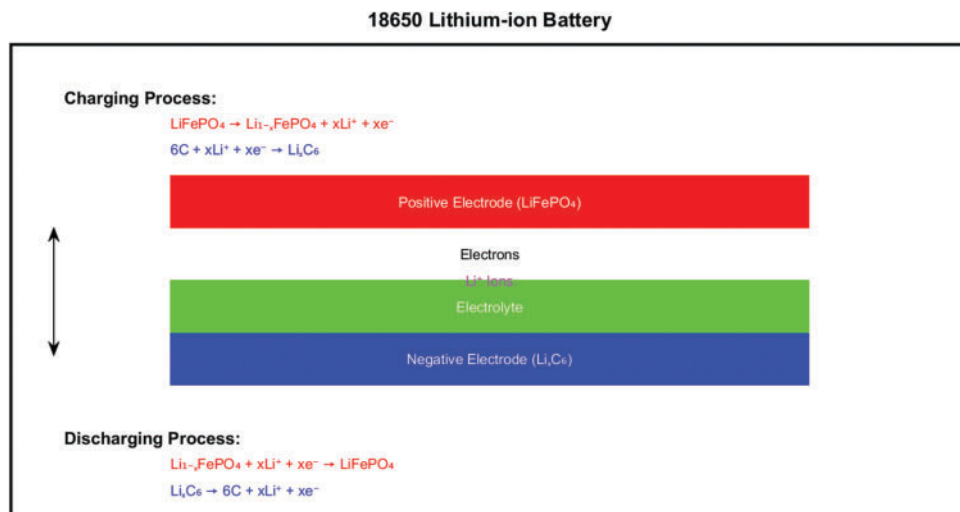 18650 Lithium-ion Battery
Charging Process:
LiFePO₄ → Li₁₋ₓFePO₄ + xLi⁺ + xe⁻
6C + xLi⁺ + xe⁻ → LiₓC₆
Positive Electrode (LiFePO₄)
Electrons
Li⁺ Ions
Electrolyte
Negative Electrode (LiₓC₆)
Discharging Process:
Li₁₋ₓFePO₄ + xLi⁺ + xe⁻ → LiFePO₄
LiₓC₆ → 6C + xLi⁺ + xe⁻